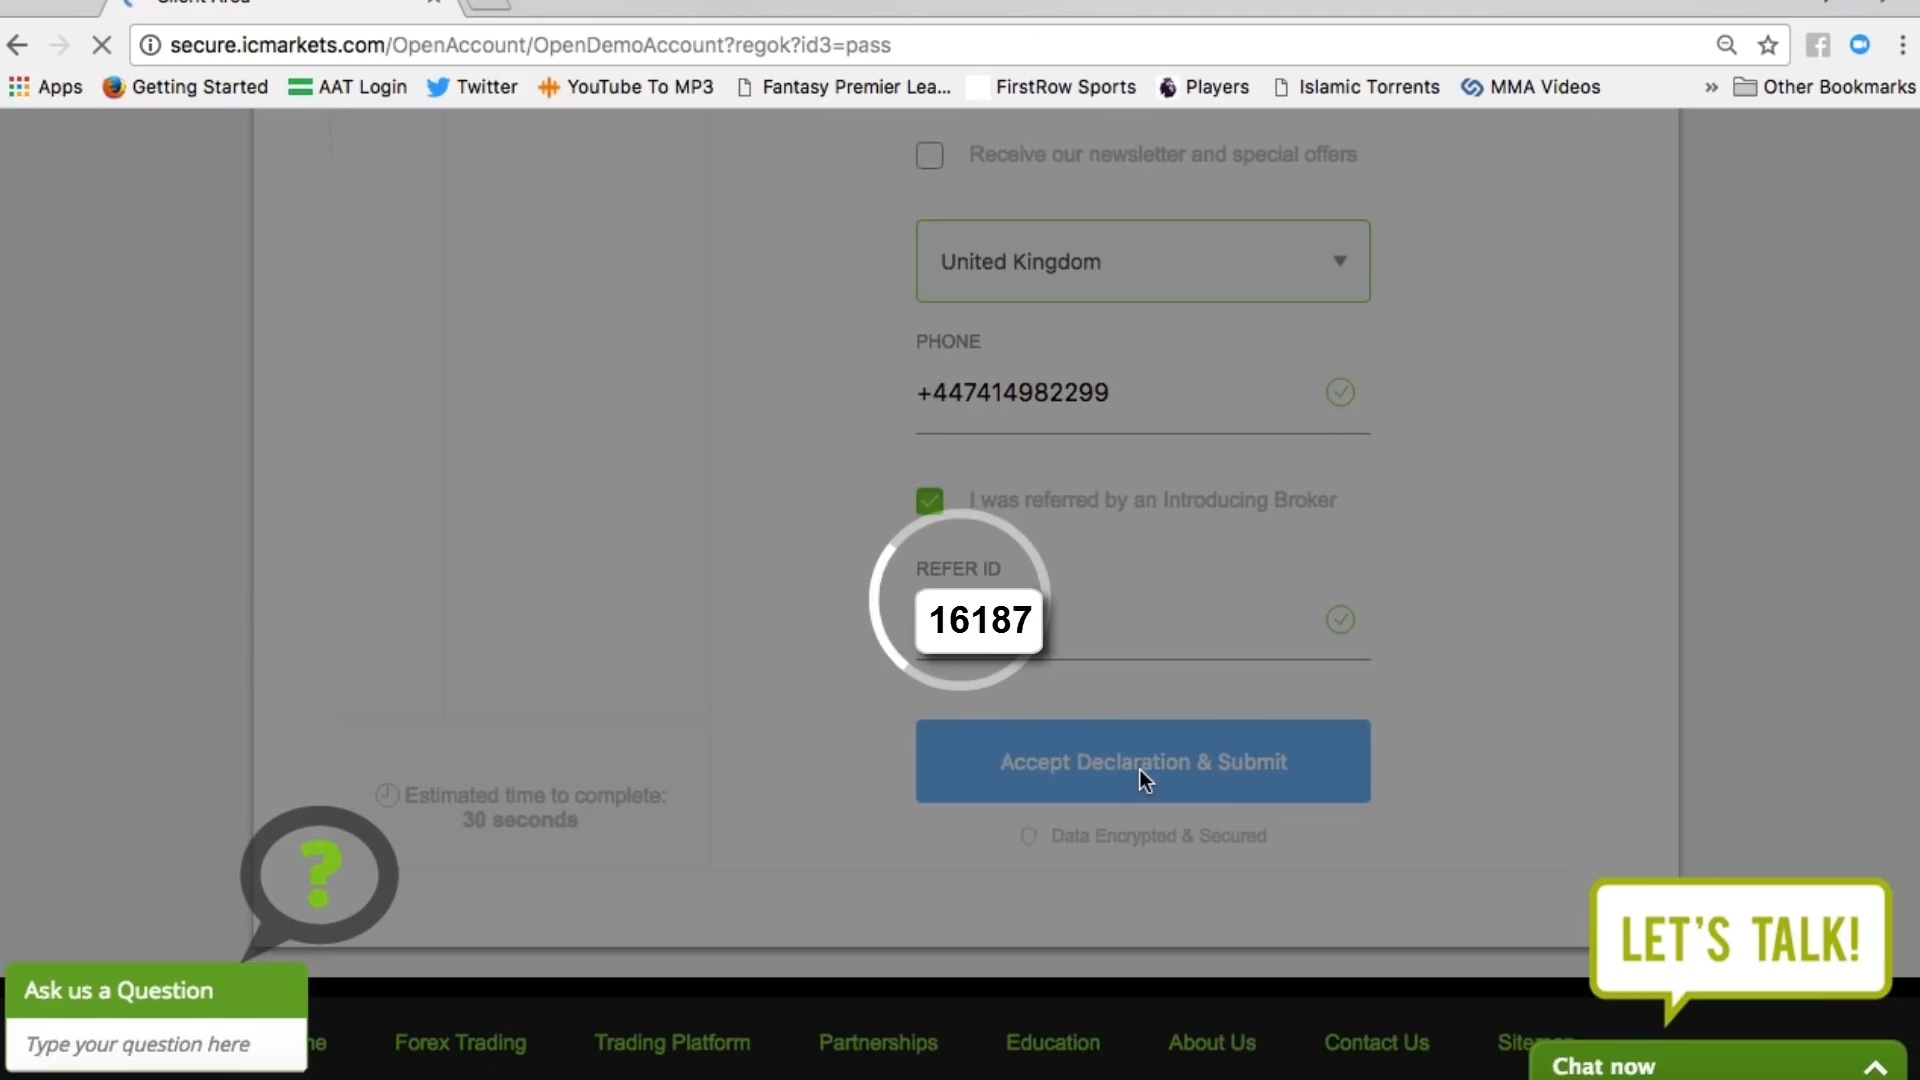 Client Area
secure.icmarkets.com/OpenAccount/OpenDemoAccount?regok?id3=pass
Apps Getting Started AAT Login Twitter YouTube To MP3 Fantasy Premier Lea... FirstRow Sports Players Islamic Torrents MMA Videos » Other Bookmarks
Receive our newsletter and special offers
United Kingdom
PHONE
+447414982299
I was referred by an Introducing Broker
REFER ID
16187
Accept Declaration & Submit
Estimated time to complete:
30 seconds
Data Encrypted & Secured
?
LET'S TALK!
Ask us a Question
Type your question here
Forex Trading Trading Platform Partnerships Education About Us Contact Us
Chat now